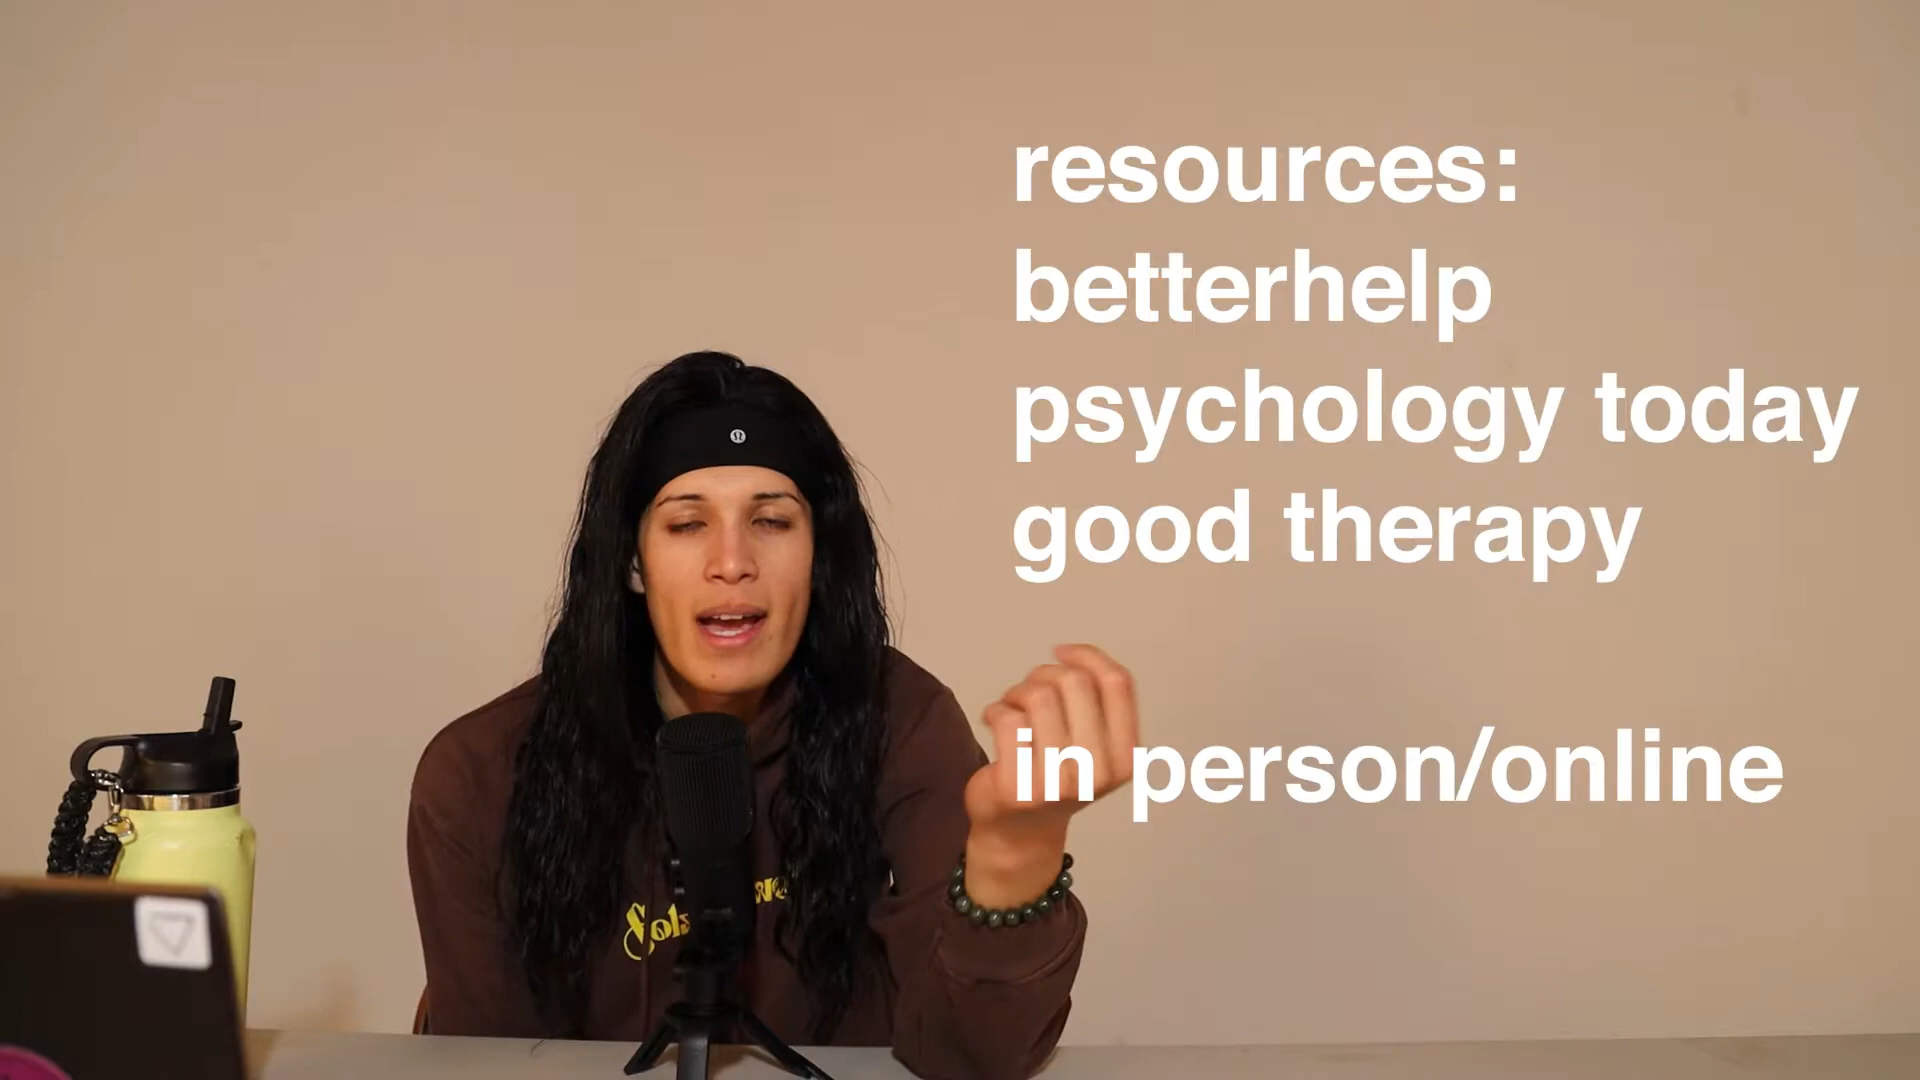 resources:
betterhelp
psychology today
good therapy
in person/online